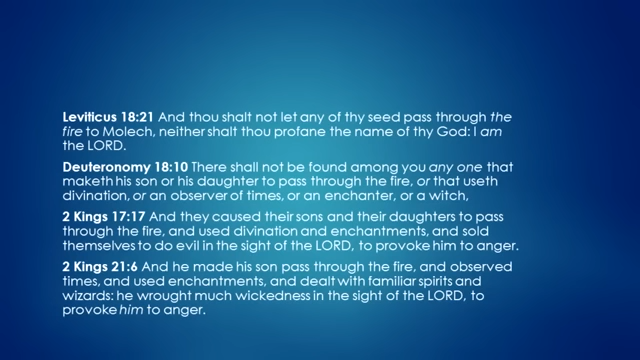 Leviticus 18:21 And thou shalt not let any of thy seed pass through the
fire to Molech, neither shalt thou profane the name of thy God: I am
the LORD.
Deuteronomy 18:10 There shall not be found among you any one that
maketh his son or his daughter to pass through the fire, or that useth
divination, or an observer of times, or an enchanter, or a witch,
2 Kings 17:17 And they caused their sons and their daughters to pass
through the fire, and used divination and enchantments, and sold
themselves to do evil in the sight of the LORD, to provoke him to anger.
2 Kings 21:6 And he made his son pass through the fire, and observed
times, and used enchantments, and dealt with familiar spirits and
wizards: he wrought much wickedness in the sight of the LORD, to
provoke him to anger.